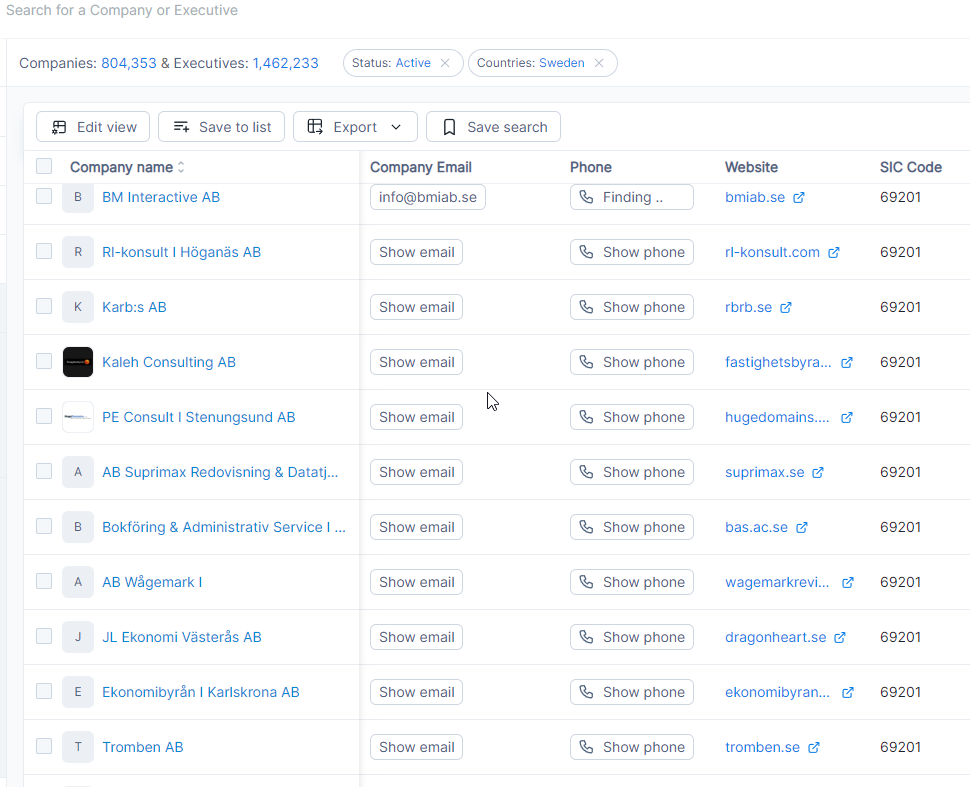 Search for a Company or Executive
Companies: 804,353 & Executives: 1,462,233 Status: Active Countries: Sweden
Edit view Save to list Export Save search
Company name Company Email Phone Website SIC Code
B BM Interactive AB info@bmiab.se Finding .. bmiab.se 69201
R RI-konsult I Höganäs AB Show email Show phone rl-konsult.com 69201
K Karb:s AB Show email Show phone rbrb.se 69201
Kaleh Consulting AB Show email Show phone fastighetsbyra... 69201
PE Consult I Stenungsund AB Show email Show phone hugedomains.... 69201
A AB Suprimax Redovisning & Datatj... Show email Show phone suprimax.se 69201
B Bokföring & Administrativ Service I ... Show email Show phone bas.ac.se 69201
A AB Wågemark I Show email Show phone wagemarkrevi... 69201
J JL Ekonomi Västerås AB Show email Show phone dragonheart.se 69201
E Ekonomibyrån I Karlskrona AB Show email Show phone ekonomibyran... 69201
T Tromben AB Show email Show phone tromben.se 69201